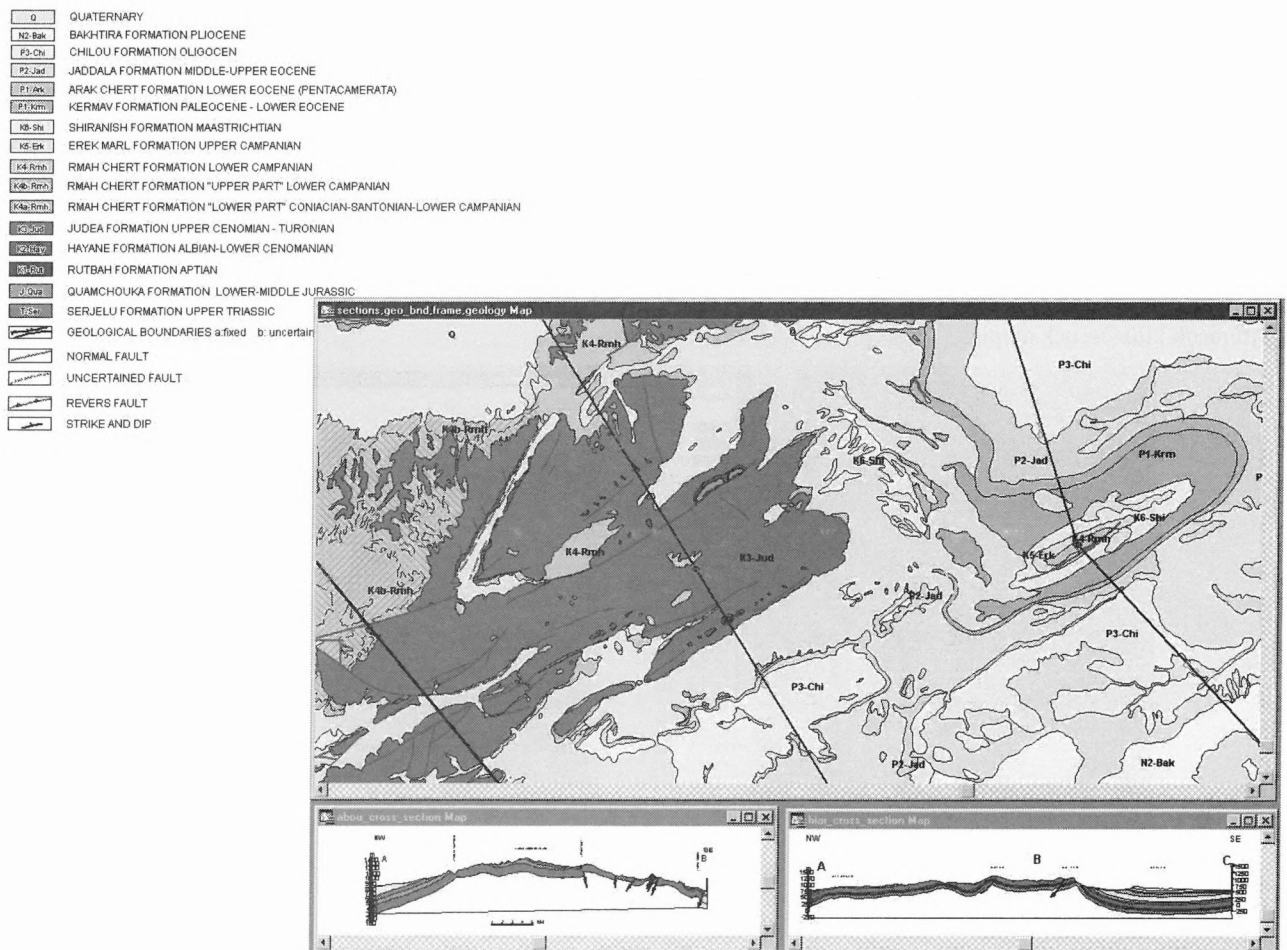 Q QUATERNARY
N2-Bak BAKHTIRA FORMATION PLIOCENE
P3-Chi CHILOU FORMATION OLIGOCEN
P2-Jad JADDALA FORMATION MIDDLE-UPPER EOCENE
P1-Ark ARAK CHERT FORMATION LOWER EOCENE (PENTACAMERATA)
P1-Krm KERMAV FORMATION PALEOCENE - LOWER EOCENE
K6-Shi SHIRANISH FORMATION MAASTRICHTIAN
K5-Erk EREK MARL FORMATION UPPER CAMPANIAN
K4-Rmh RMAH CHERT FORMATION LOWER CAMPANIAN
K4b-Rmh RMAH CHERT FORMATION "UPPER PART" LOWER CAMPANIAN
K4a-Rmh RMAH CHERT FORMATION "LOWER PART" CONIACIAN-SANTONIAN-LOWER CAMPANIAN
K3-Jud JUDEA FORMATION UPPER CENOMIAN - TURONIAN
K2-Hay HAYANE FORMATION ALBIAN-LOWER CENOMANIAN
K1-Rut RUTBAH FORMATION APTIAN
J-Qua QUAMCHOUKA FORMATION LOWER-MIDDLE JURASSIC
T-Ser SERJELU FORMATION UPPER TRIASSIC
GEOLOGICAL BOUNDARIES a:fixed b: uncertain
NORMAL FAULT
UNCERTAINED FAULT
REVERS FAULT
STRIKE AND DIP
sections,geo_bnd,frame,geology Map
Q
K4-Rmh
P3-Chi
K4b-Rmh
K6-Shi
P2-Jad
P1-Krm
P
K6-Shi
K4-Rmh
K5-Erk
K4-Rmh
K3-Jud
K4b-Rmh
P2-Jad
P3-Chi
P3-Chi
P2-Jad
N2-Bak
abou_cross_section Map
NW
SE
A
B
biar_cross_section Map
NW
SE
A
B
C